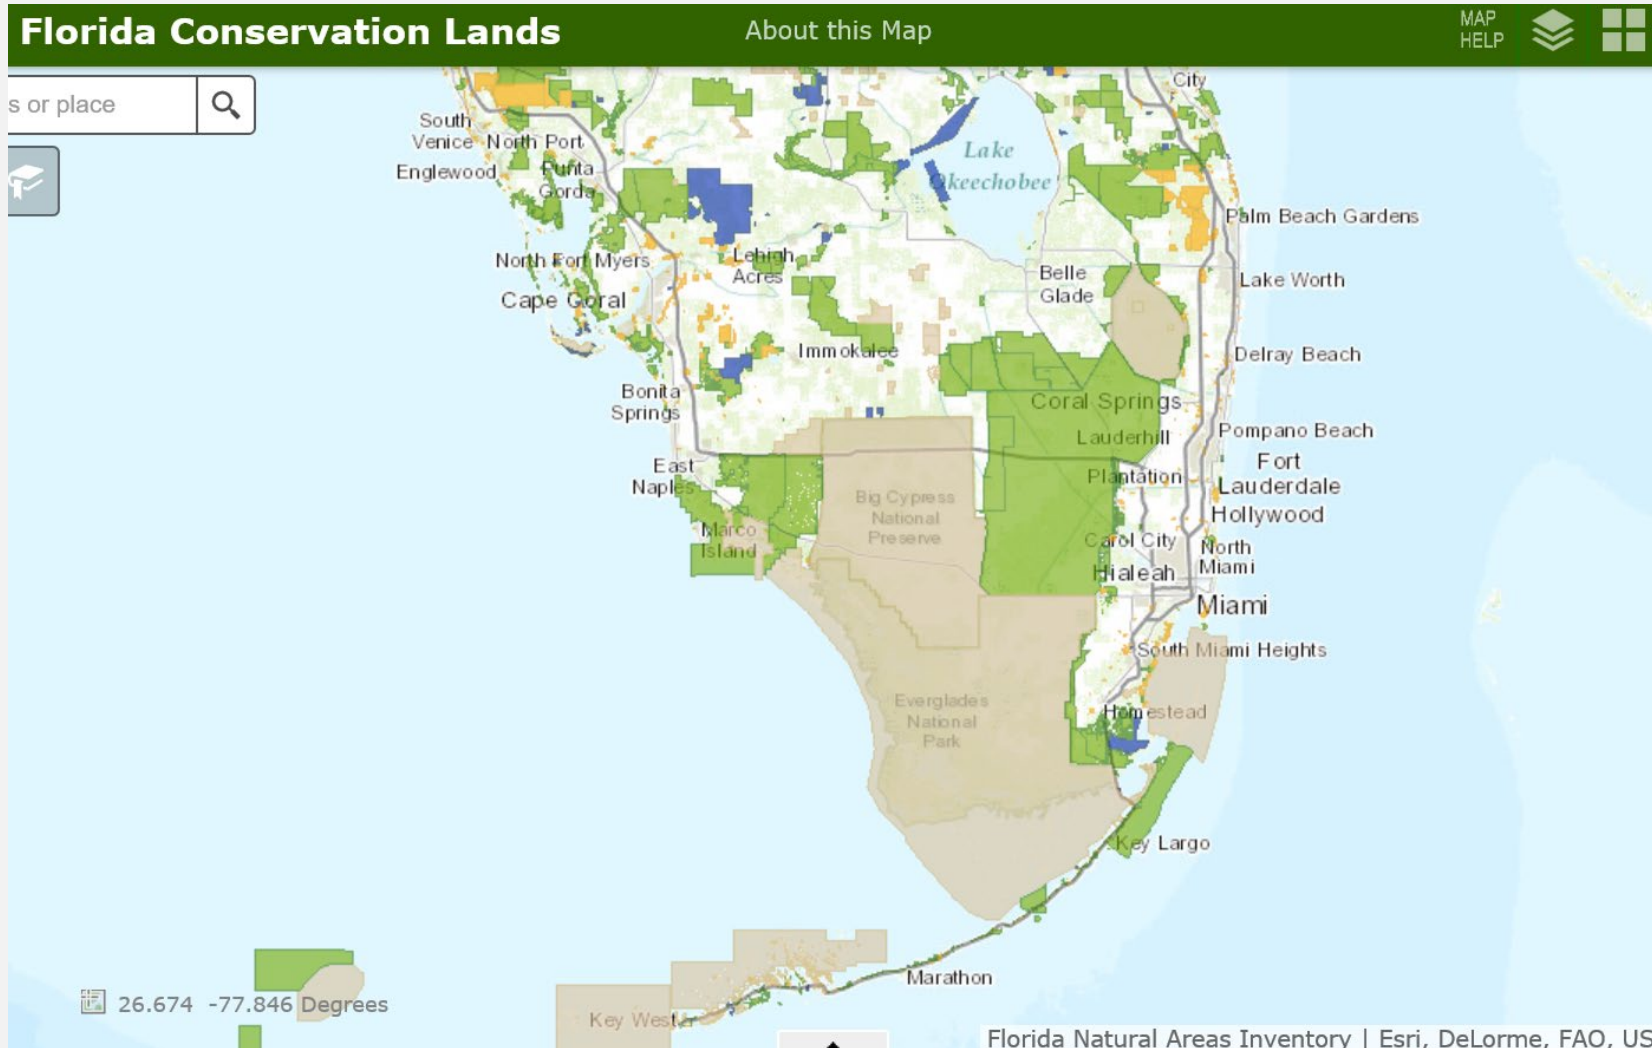 Florida Conservation Lands
About this Map
MAP
HELP
s or place
City
South
Venice
North Port
Englewood
Punta
Gorda
Lake
Okeechobee
Palm Beach Gardens
North Fort Myers
Lehigh
Acres
Belle
Glade
Lake Worth
Cape Coral
Immokalee
Delray Beach
Bonita
Springs
Coral Springs
Lauderhill
Pompano Beach
East
Naples
Plantation
Fort
Lauderdale
Big Cypress
National
Preserve
Hollywood
Marco
Island
Carol City
North
Miami
Hialeah
Miami
South Miami Heights
Everglades
National
Park
Homestead
Key Largo
Marathon
26.674 -77.846 Degrees
Key West
Florida Natural Areas Inventory | Esri, DeLorme, FAO, US